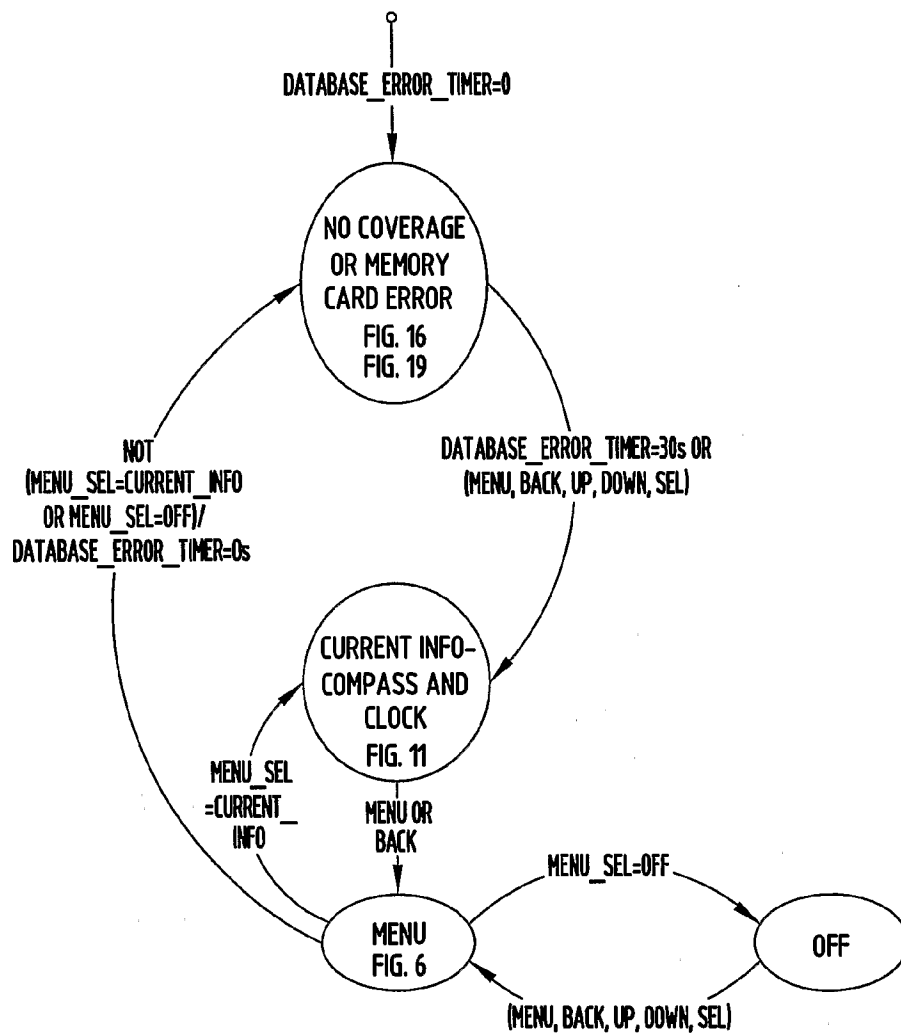 DATABASE_ERROR_TIMER=0
NO COVERAGE
OR MEMORY
CARD ERROR
FIG. 16
FIG. 19
NOT
(MENU_SEL=CURRENT_INFO
OR MENU_SEL=OFF)/
DATABASE_ERROR_TIMER=0s
DATABASE_ERROR_TIMER=30s OR
(MENU, BACK, UP, DOWN, SEL)
CURRENT INFO-
COMPASS AND
CLOCK
FIG. 11
MENU_SEL
=CURRENT_
INFO
MENU OR
BACK
MENU_SEL=OFF
MENU
FIG. 6
OFF
(MENU, BACK, UP, DOWN, SEL)